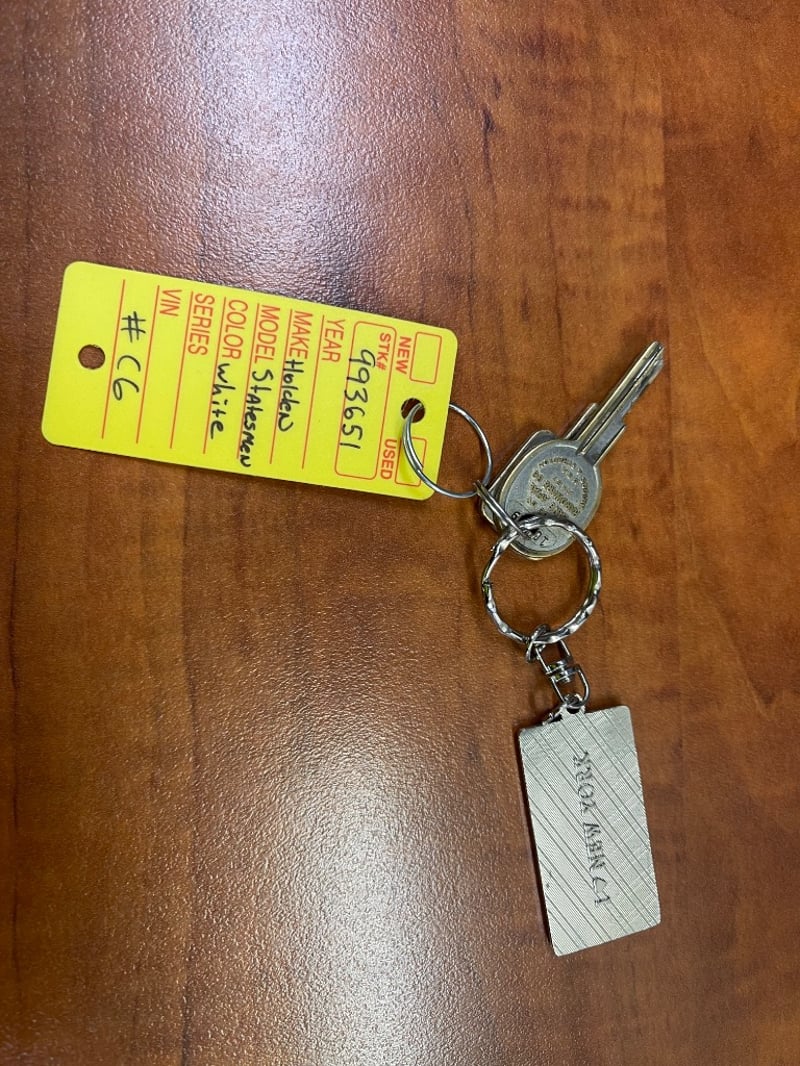 NEW USED
STK# 993651
YEAR
MAKE Holden
MODEL Statesmen
COLOR white
SERIES
VIN
# C6
I ♡ NEW YORK